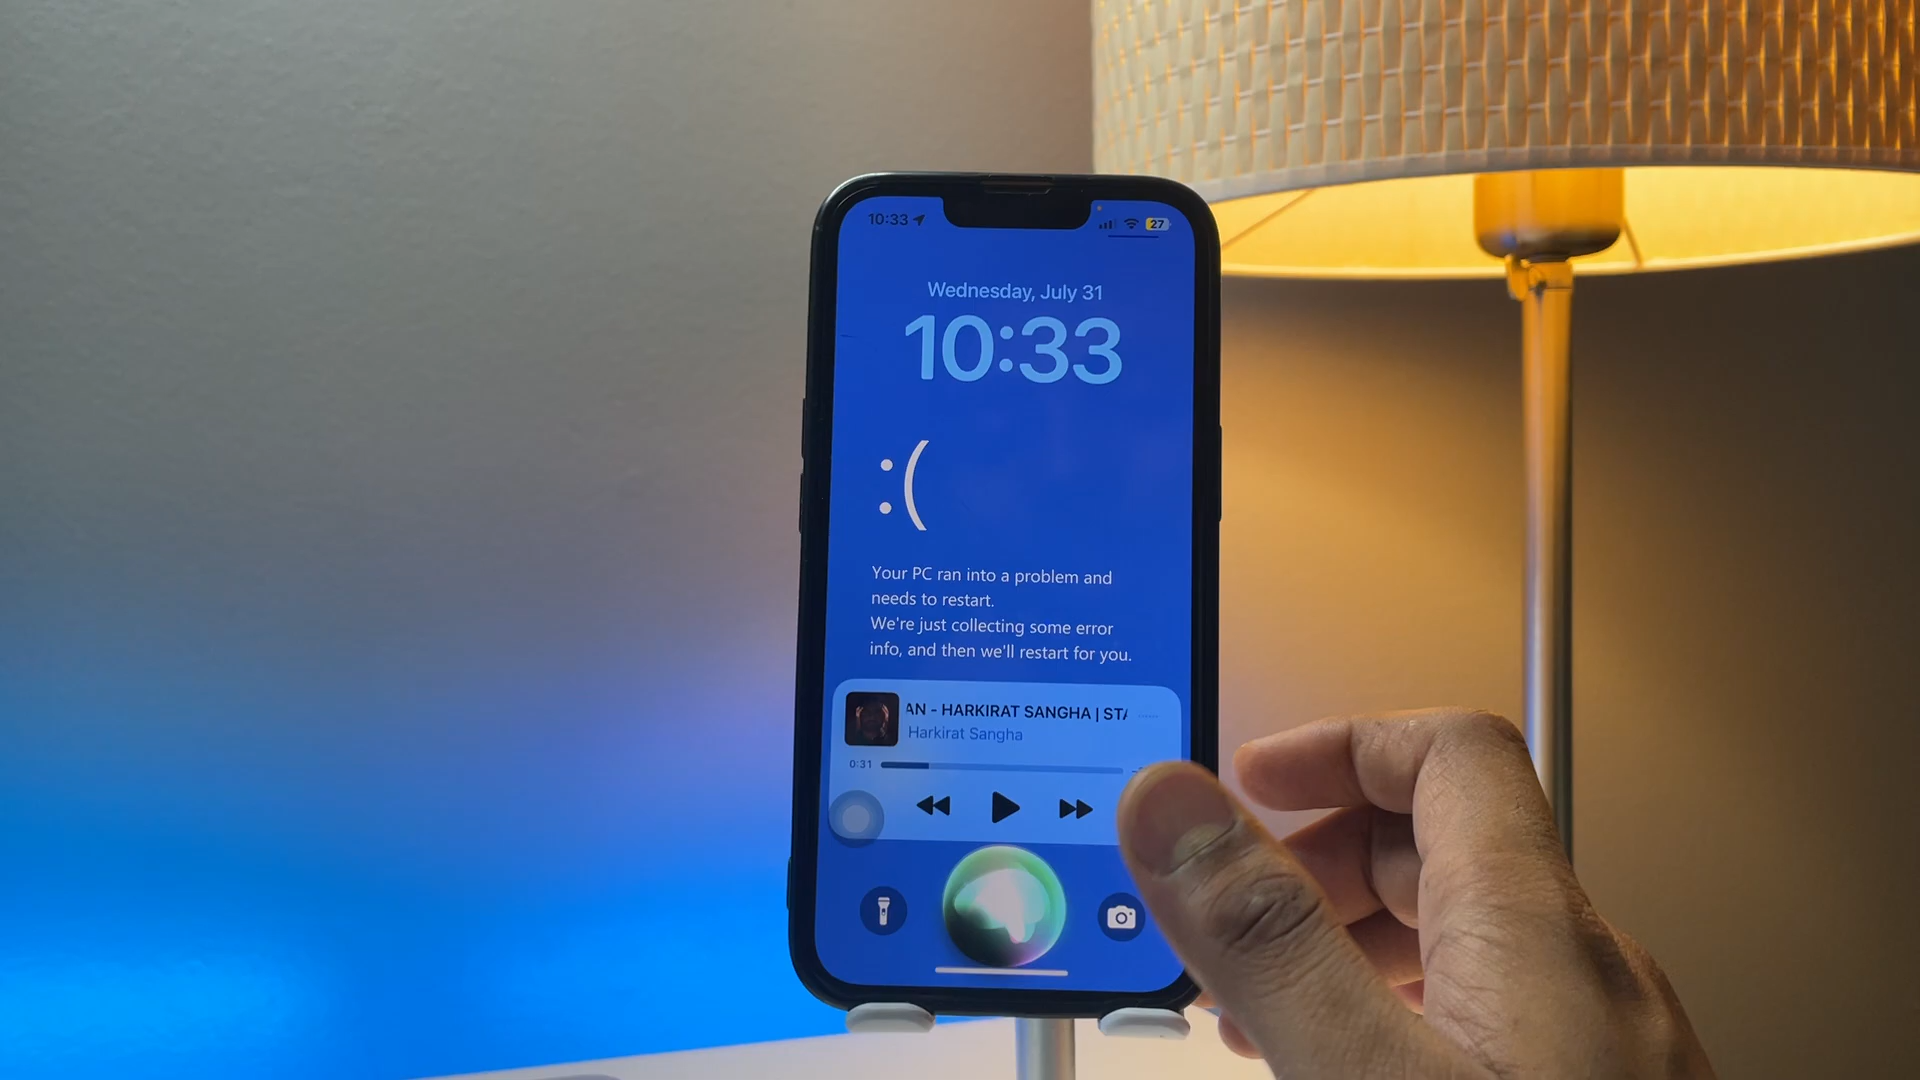 10:33
27
Wednesday, July 31
10:33
:(
Your PC ran into a problem and
needs to restart.
We're just collecting some error
info, and then we'll restart for you.
AN - HARKIRAT SANGHA | STA
Harkirat Sangha
0:31